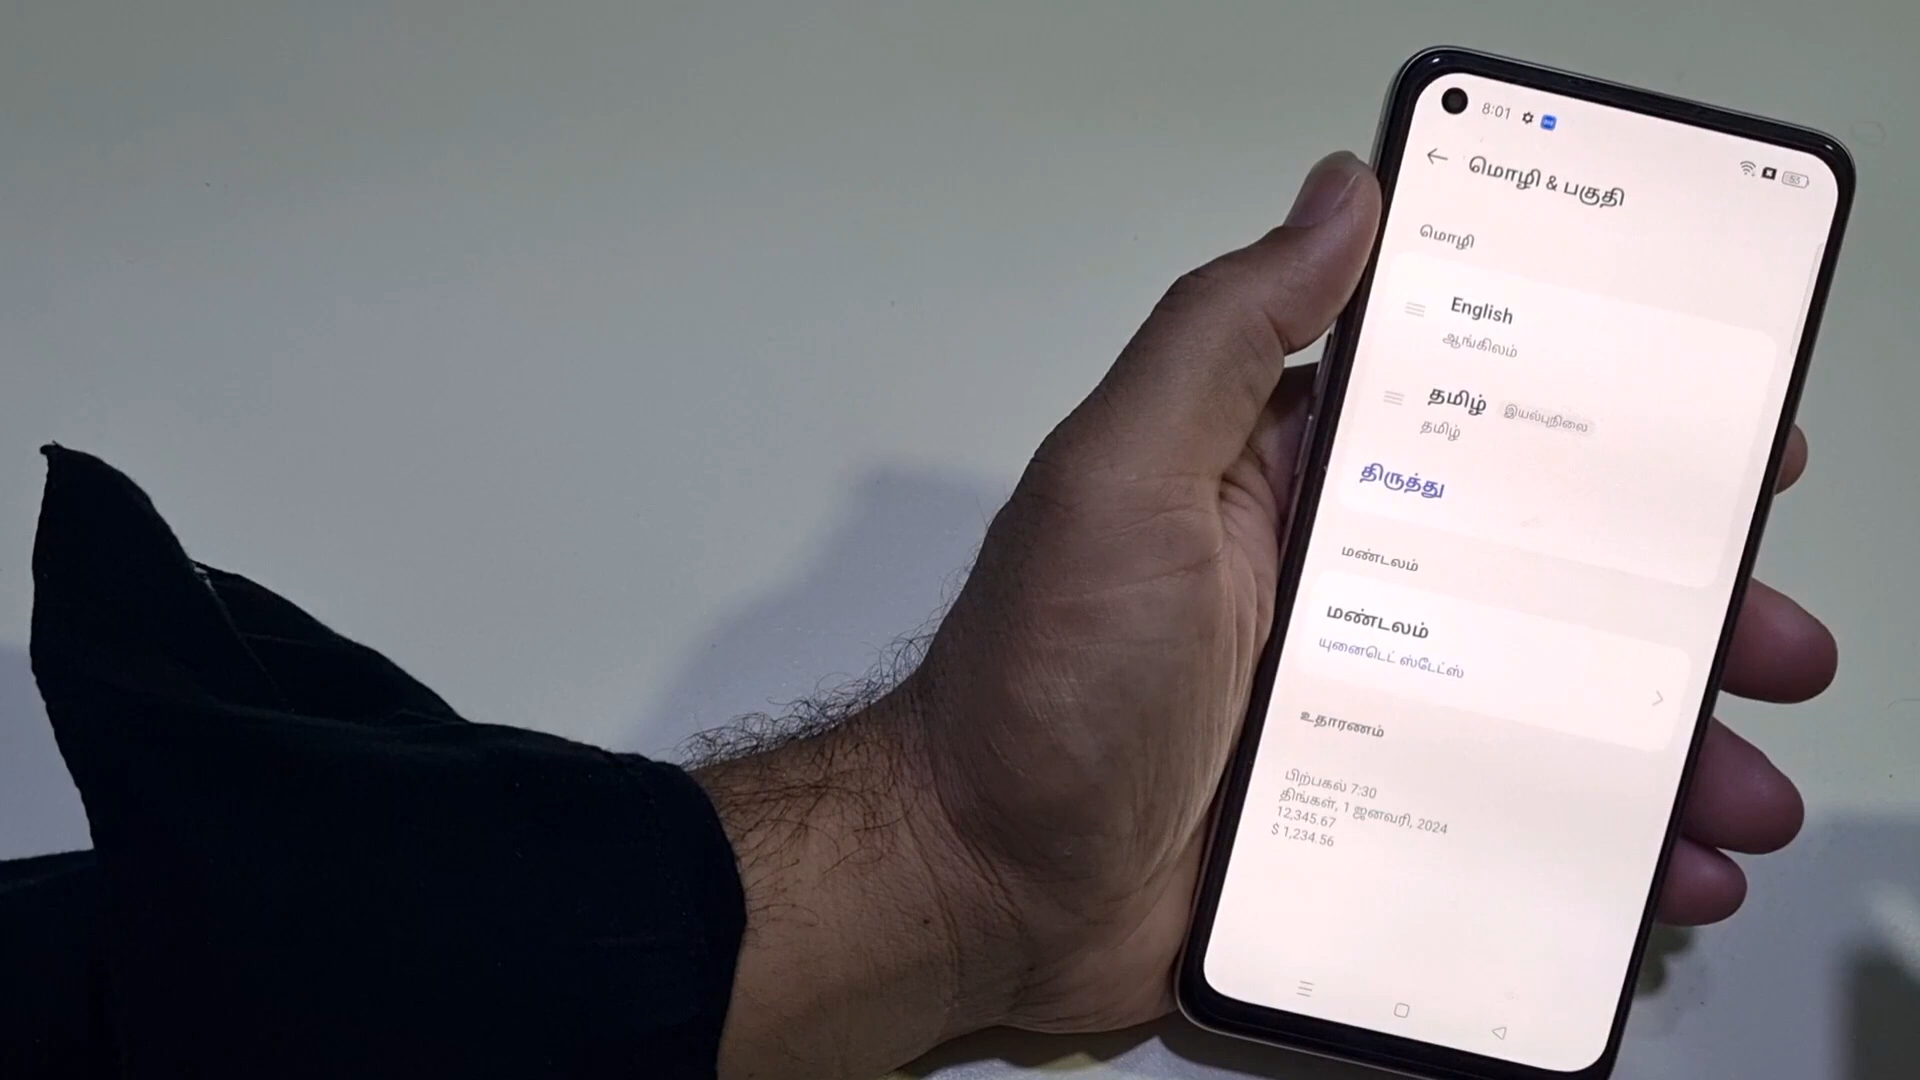 8:01
மொழி & பகுதி
மொழி
English
ஆங்கிலம்
தமிழ் இயல்புநிலை
தமிழ்
திருத்து
மண்டலம்
மண்டலம்
யுனைடெட் ஸ்டேட்ஸ்
உதாரணம்
பிற்பகல் 7:30
திங்கள், 1 ஜனவரி, 2024
12,345.67
$ 1,234.56